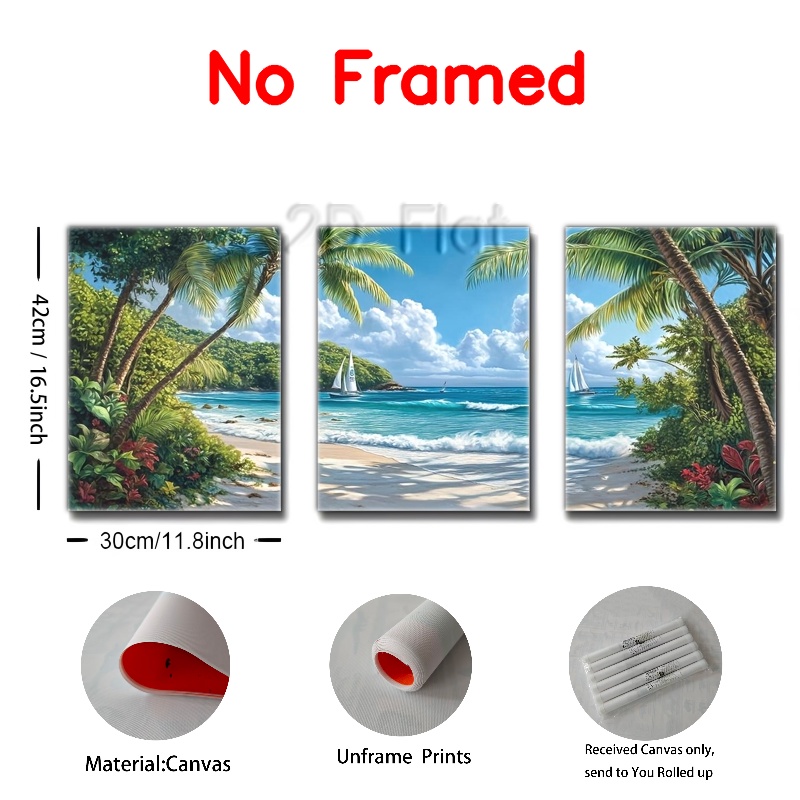 No Framed
2D Flat
42cm / 16.5inch
30cm/11.8inch
Material:Canvas
Unframe Prints
Received Canvas only,
send to You Rolled up